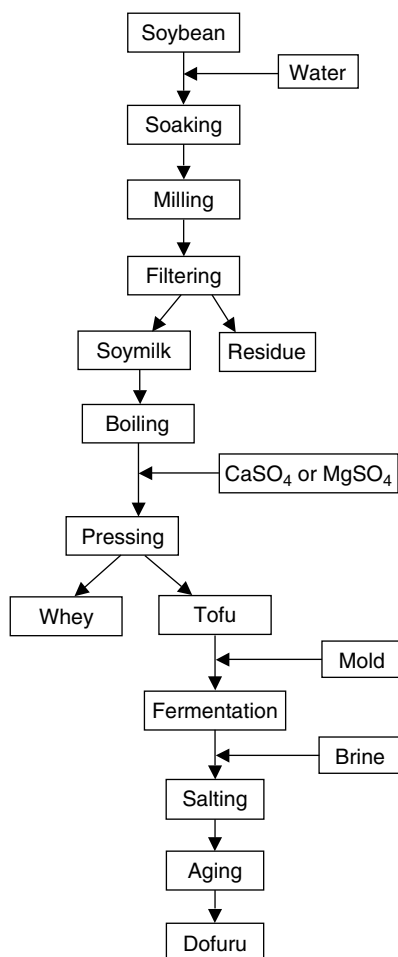 Soybean
Water
Soaking
Milling
Filtering
Soymilk
Residue
Boiling
CaSO₄ or MgSO₄
Pressing
Whey
Tofu
Mold
Fermentation
Brine
Salting
Aging
Dofuru